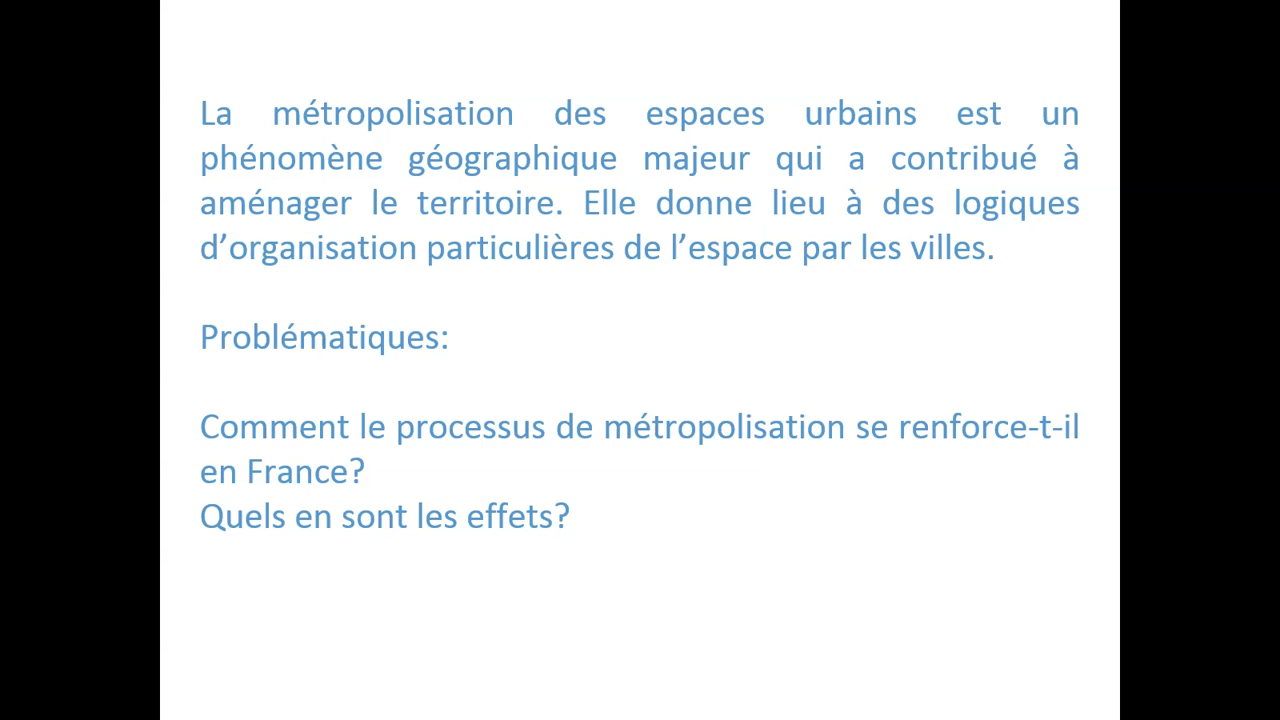 La métropolisation des espaces urbains est un
phénomène géographique majeur qui a contribué à
aménager le territoire. Elle donne lieu à des logiques
d’organisation particulières de l’espace par les villes.
Problématiques:
Comment le processus de métropolisation se renforce-t-il
en France?
Quels en sont les effets?